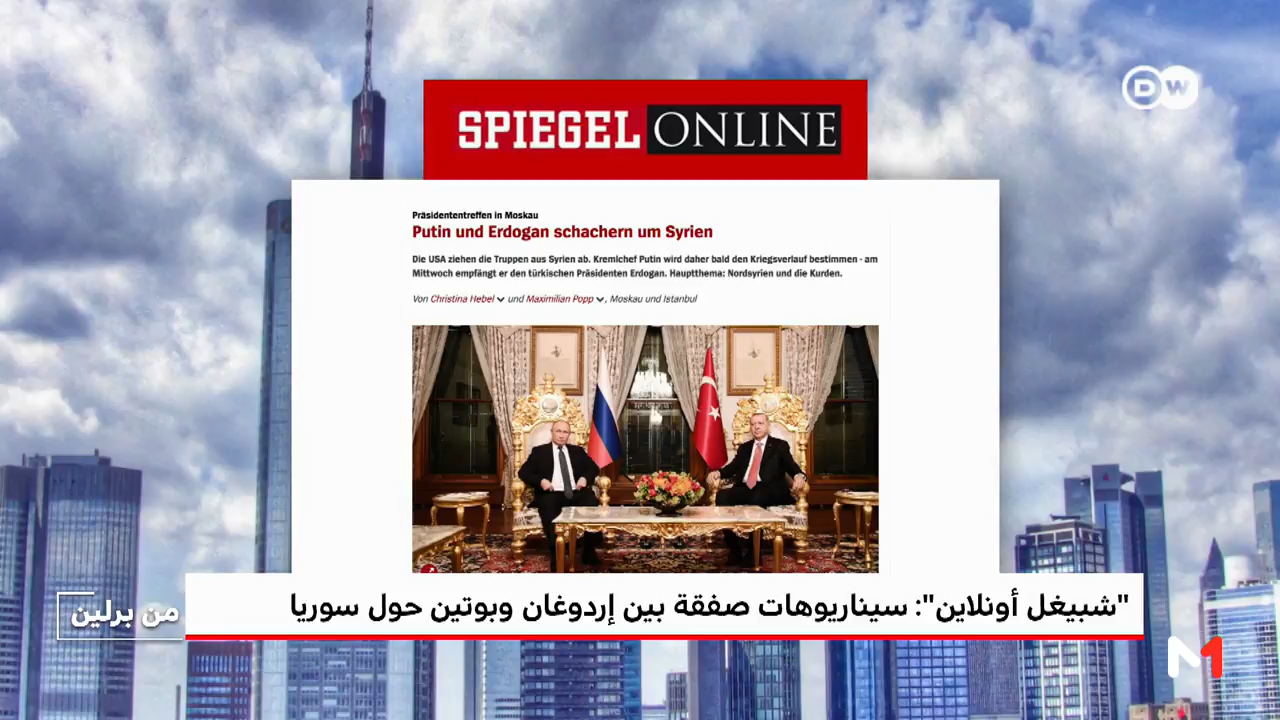 DW
SPIEGEL ONLINE
Präsidententreffen in Moskau
Putin und Erdogan schachern um Syrien
Die USA ziehen die Truppen aus Syrien ab. Kremlchef Putin wird daher bald den Kriegsverlauf bestimmen - am
Mittwoch empfängt er den türkischen Präsidenten Erdogan. Hauptthema: Nordsyrien und die Kurden.
Von Christina Hebel und Maximilian Popp, Moskau und Istanbul
"شبيغل أونلاين": سيناريوهات صفقة بين إردوغان وبوتين حول سوريا
من برلين
M1